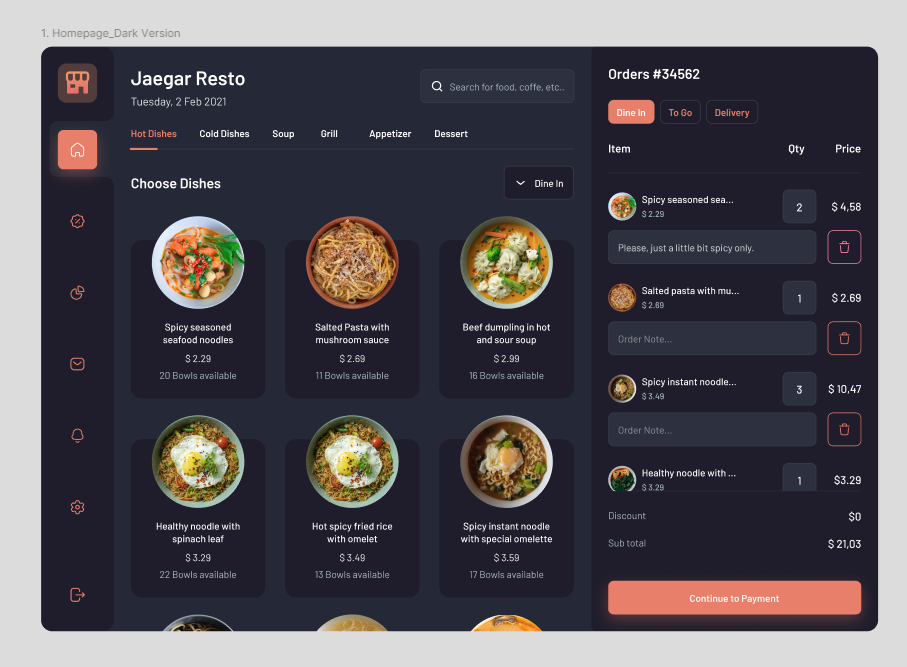 1. Homepage_Dark Version
Jaegar Resto
Tuesday, 2 Feb 2021
Search for food, coffe, etc..
Hot Dishes Cold Dishes Soup Grill Appetizer Dessert
Choose Dishes
Dine In
Spicy seasoned
seafood noodles
$ 2.29
20 Bowls available
Salted Pasta with
mushroom sauce
$ 2.69
11 Bowls available
Beef dumpling in hot
and sour soup
$ 2.99
16 Bowls available
Healthy noodle with
spinach leaf
$ 3.29
22 Bowls available
Hot spicy fried rice
with omelet
$ 3.49
13 Bowls available
Spicy instant noodle
with special omelette
$ 3.59
17 Bowls available
Orders #34562
Dine In To Go Delivery
Item Qty Price
Spicy seasoned sea...
$ 2.29
2 $ 4,58
Please, just a little bit spicy only.
Salted pasta with mu...
$ 2.69
1 $ 2.69
Order Note...
Spicy instant noodle...
$ 3.49
3 $ 10,47
Order Note...
Healthy noodle with ...
$ 3.29
1 $3.29
Discount $0
Sub total $ 21,03
Continue to Payment